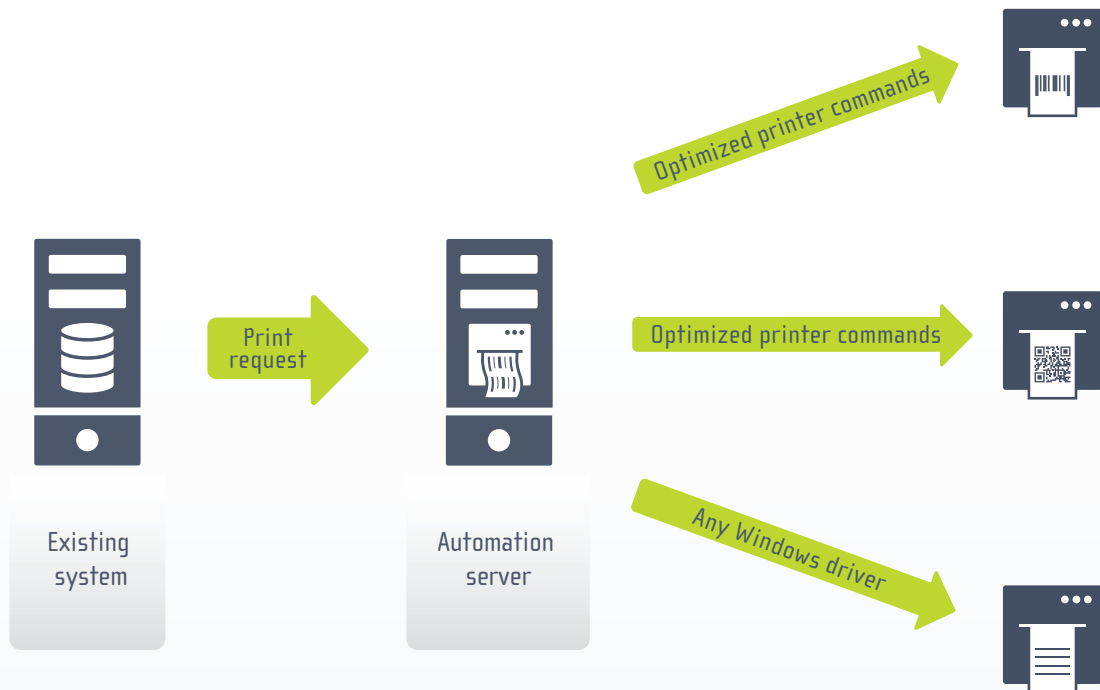 Optimized printer commands
Print
request
Optimized printer commands
Any Windows driver
Existing
system
Automation
server